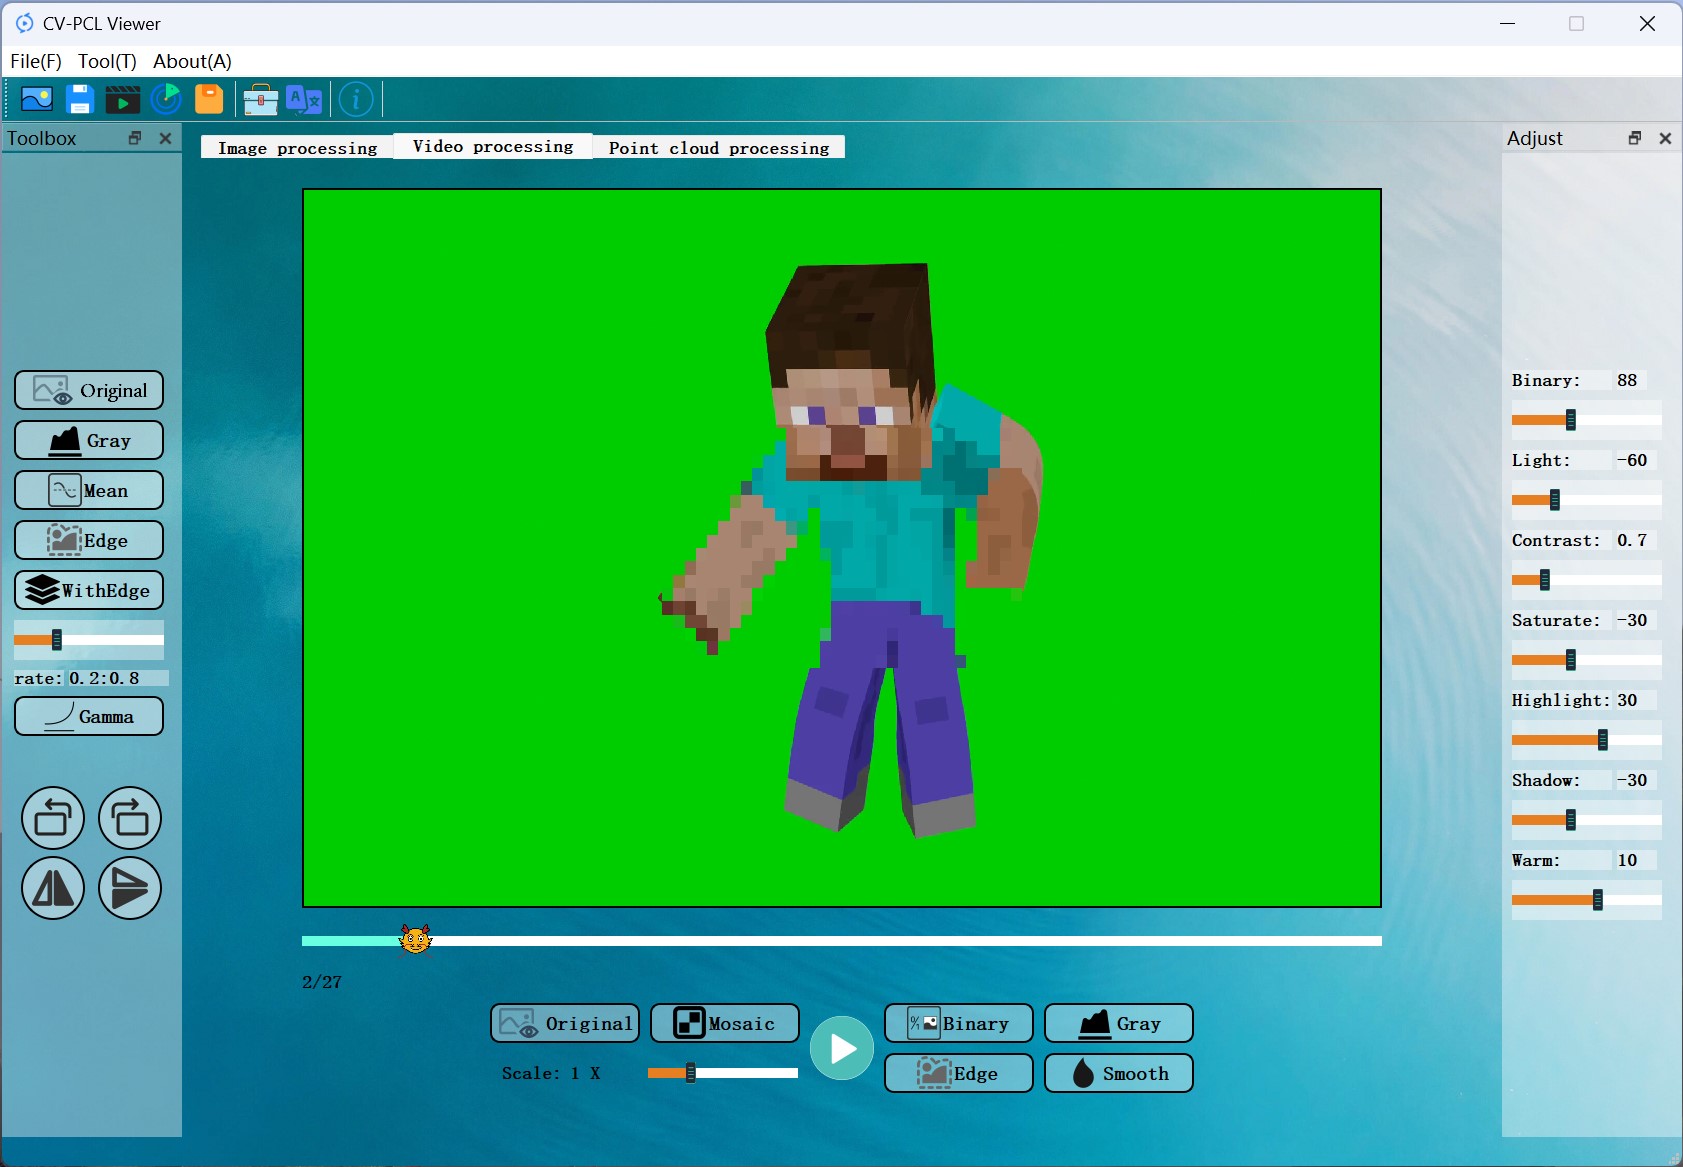 CV-PCL Viewer
File(F) Tool(T) About(A)
Toolbox
Image processing Video processing Point cloud processing
Adjust
Original
Gray
Mean
Edge
WithEdge
rate: 0.2:0.8
Gamma
Binary: 88
Light: -60
Contrast: 0.7
Saturate: -30
Highlight: 30
Shadow: -30
Warm: 10
2/27
Original Mosaic Binary Gray
Scale: 1 X Edge Smooth